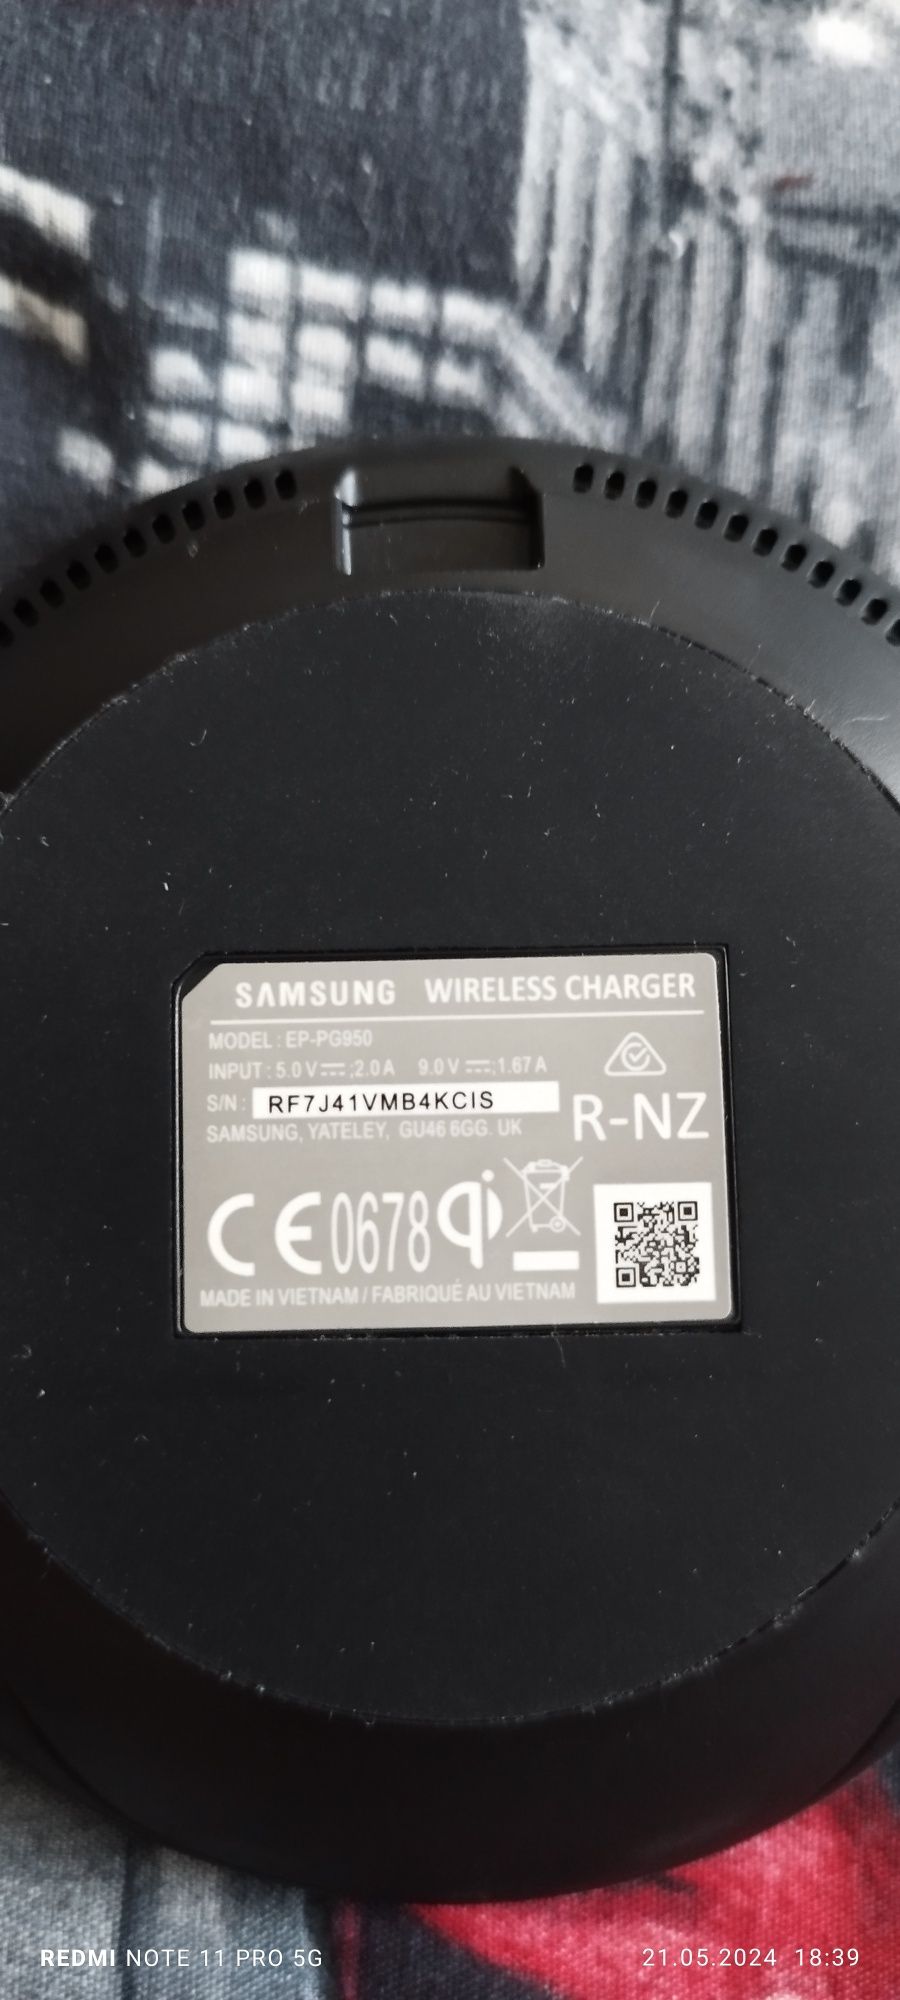 SAMSUNG WIRELESS CHARGER
MODEL : EP-PG950
INPUT : 5.0 V⎓;2.0 A 9.0 V⎓;1.67 A
S/N : RF7J41VMB4KCIS
SAMSUNG, YATELEY, GU46 6GG. UK
R-NZ
CE0678 qi
MADE IN VIETNAM / FABRIQUÉ AU VIETNAM
REDMI NOTE 11 PRO 5G
21.05.2024 18:39